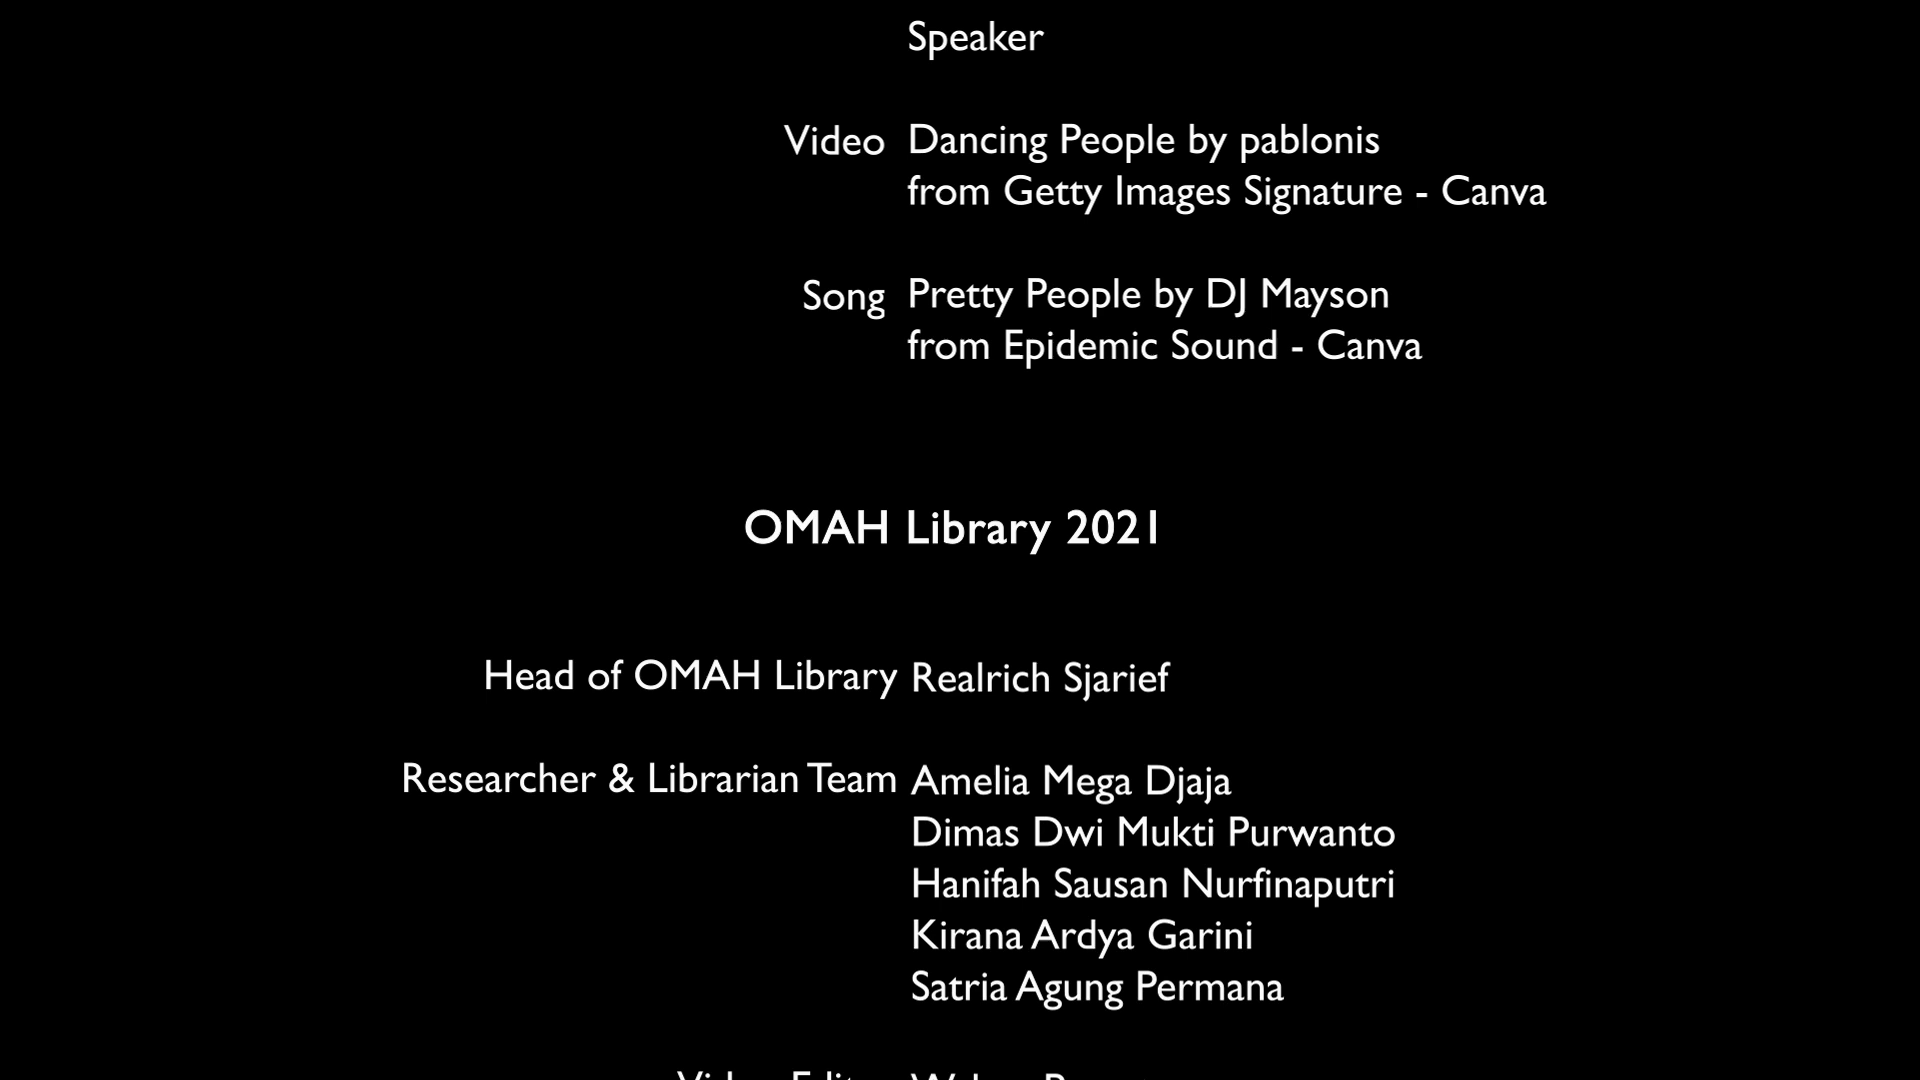 Speaker
Video Dancing People by pablonis
from Getty Images Signature - Canva
Song Pretty People by DJ Mayson
from Epidemic Sound - Canva
OMAH Library 2021
Head of OMAH Library Realrich Sjarief
Researcher & Librarian Team Amelia Mega Djaja
Dimas Dwi Mukti Purwanto
Hanifah Sausan Nurfinaputri
Kirana Ardya Garini
Satria Agung Permana